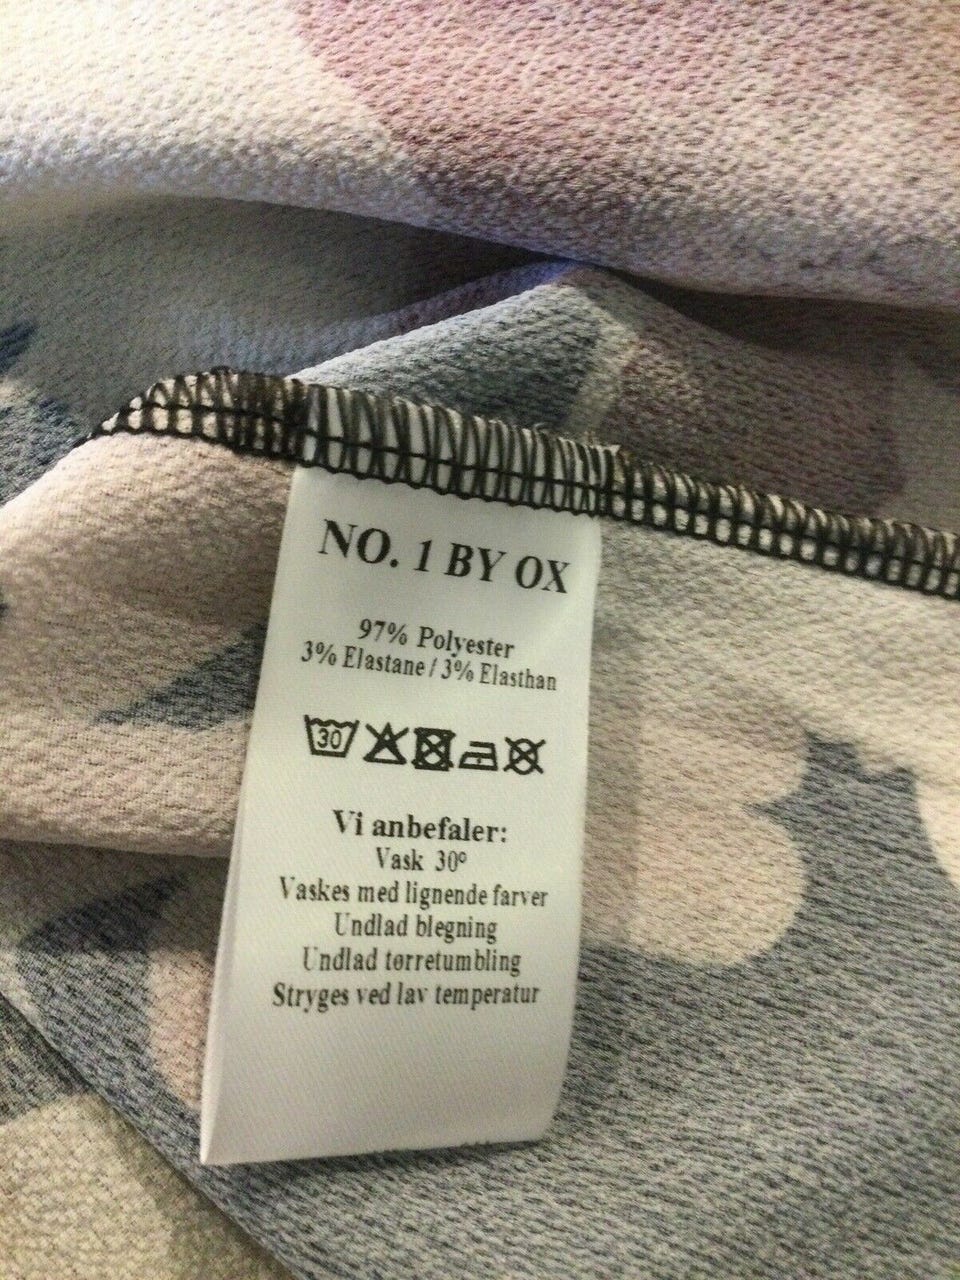 NO. 1 BY OX
97% Polyester
3% Elastane / 3% Elasthan
30
Vi anbefaler:
Vask 30°
Vaskes med lignende farver
Undlad blegning
Undlad tørretumbling
Stryges ved lav temperatur